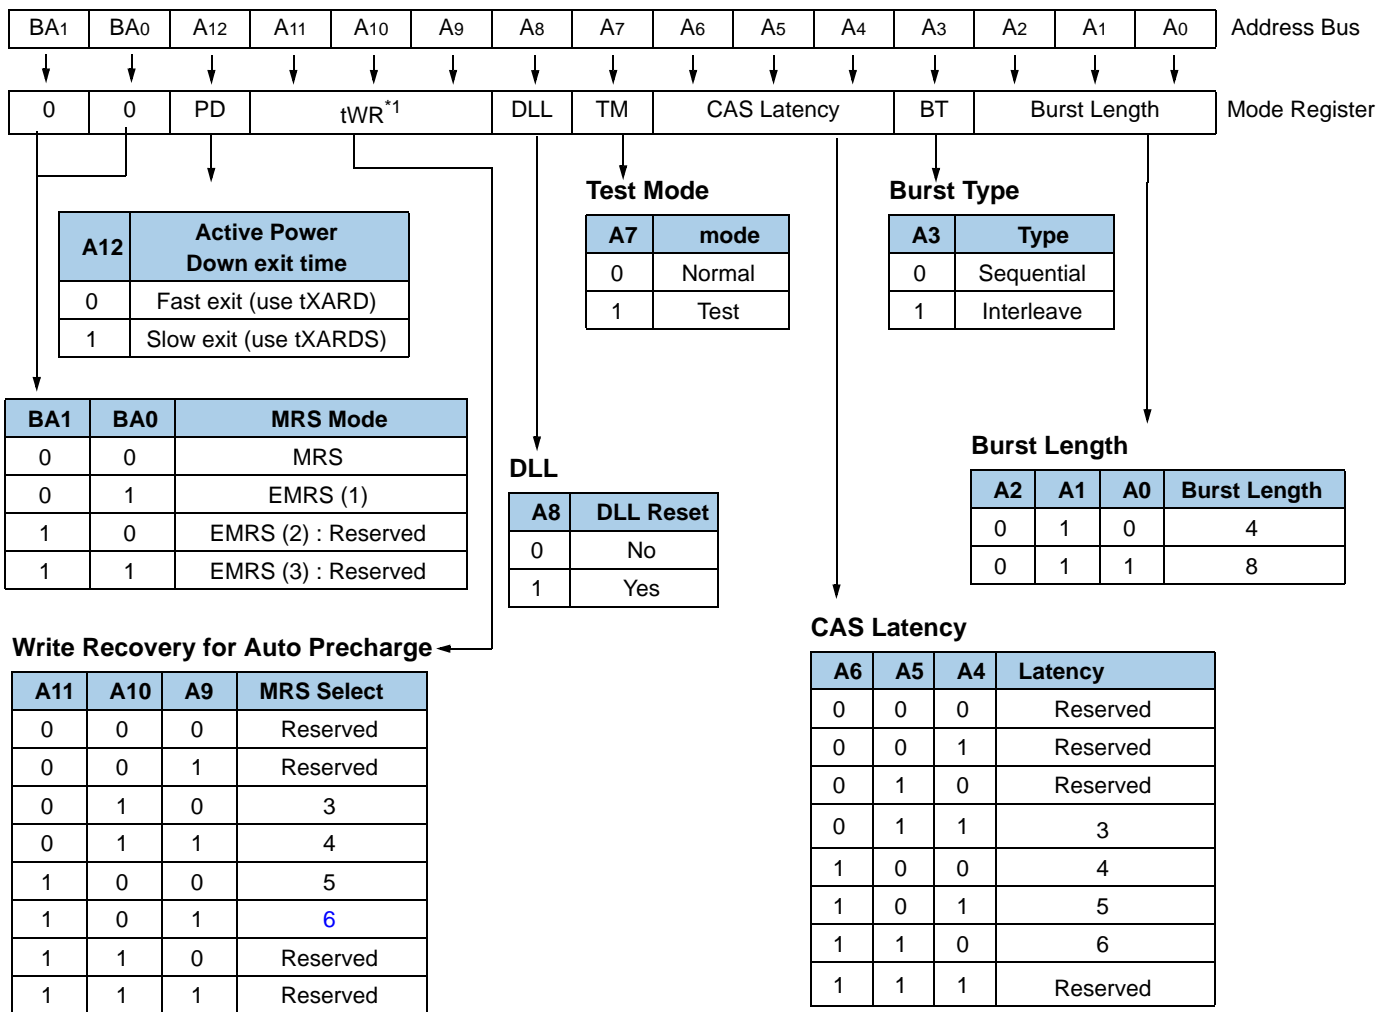 BA1 BA0 A12 A11 A10 A9 A8 A7 A6 A5 A4 A3 A2 A1 A0 Address Bus
0 0 PD tWR*1 DLL TM CAS Latency BT Burst Length Mode Register
A12 Active Power Down exit time
0 Fast exit (use tXARD)
1 Slow exit (use tXARDS)
Test Mode
A7 mode
0 Normal
1 Test
Burst Type
A3 Type
0 Sequential
1 Interleave
BA1 BA0 MRS Mode
0 0 MRS
0 1 EMRS (1)
1 0 EMRS (2) : Reserved
1 1 EMRS (3) : Reserved
DLL
A8 DLL Reset
0 No
1 Yes
Burst Length
A2 A1 A0 Burst Length
0 1 0 4
0 1 1 8
Write Recovery for Auto Precharge
A11 A10 A9 MRS Select
0 0 0 Reserved
0 0 1 Reserved
0 1 0 3
0 1 1 4
1 0 0 5
1 0 1 6
1 1 0 Reserved
1 1 1 Reserved
CAS Latency
A6 A5 A4 Latency
0 0 0 Reserved
0 0 1 Reserved
0 1 0 Reserved
0 1 1 3
1 0 0 4
1 0 1 5
1 1 0 6
1 1 1 Reserved